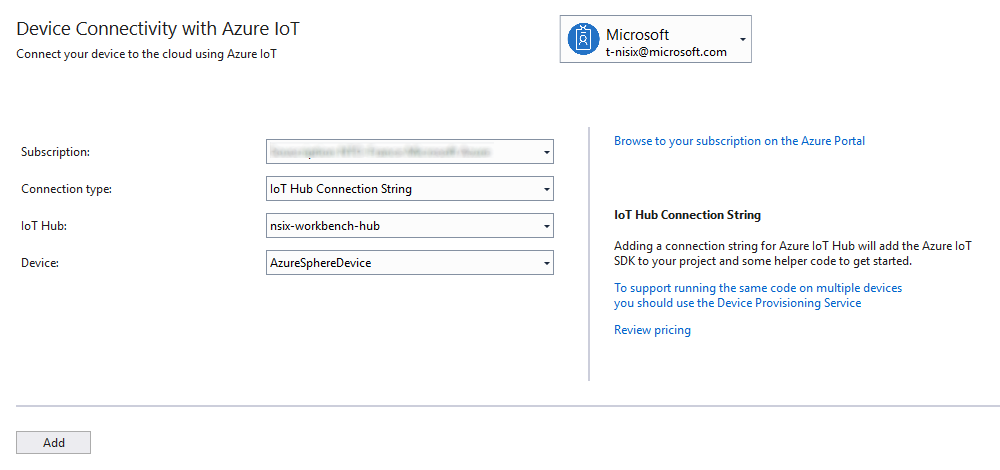 Device Connectivity with Azure IoT
Connect your device to the cloud using Azure IoT
Microsoft
t-nisix@microsoft.com
Subscription:
Connection type:
IoT Hub Connection String
IoT Hub:
nsix-workbench-hub
Device:
AzureSphereDevice
Browse to your subscription on the Azure Portal
IoT Hub Connection String
Adding a connection string for Azure IoT Hub will add the Azure IoT
SDK to your project and some helper code to get started.
To support running the same code on multiple devices
you should use the Device Provisioning Service
Review pricing
Add